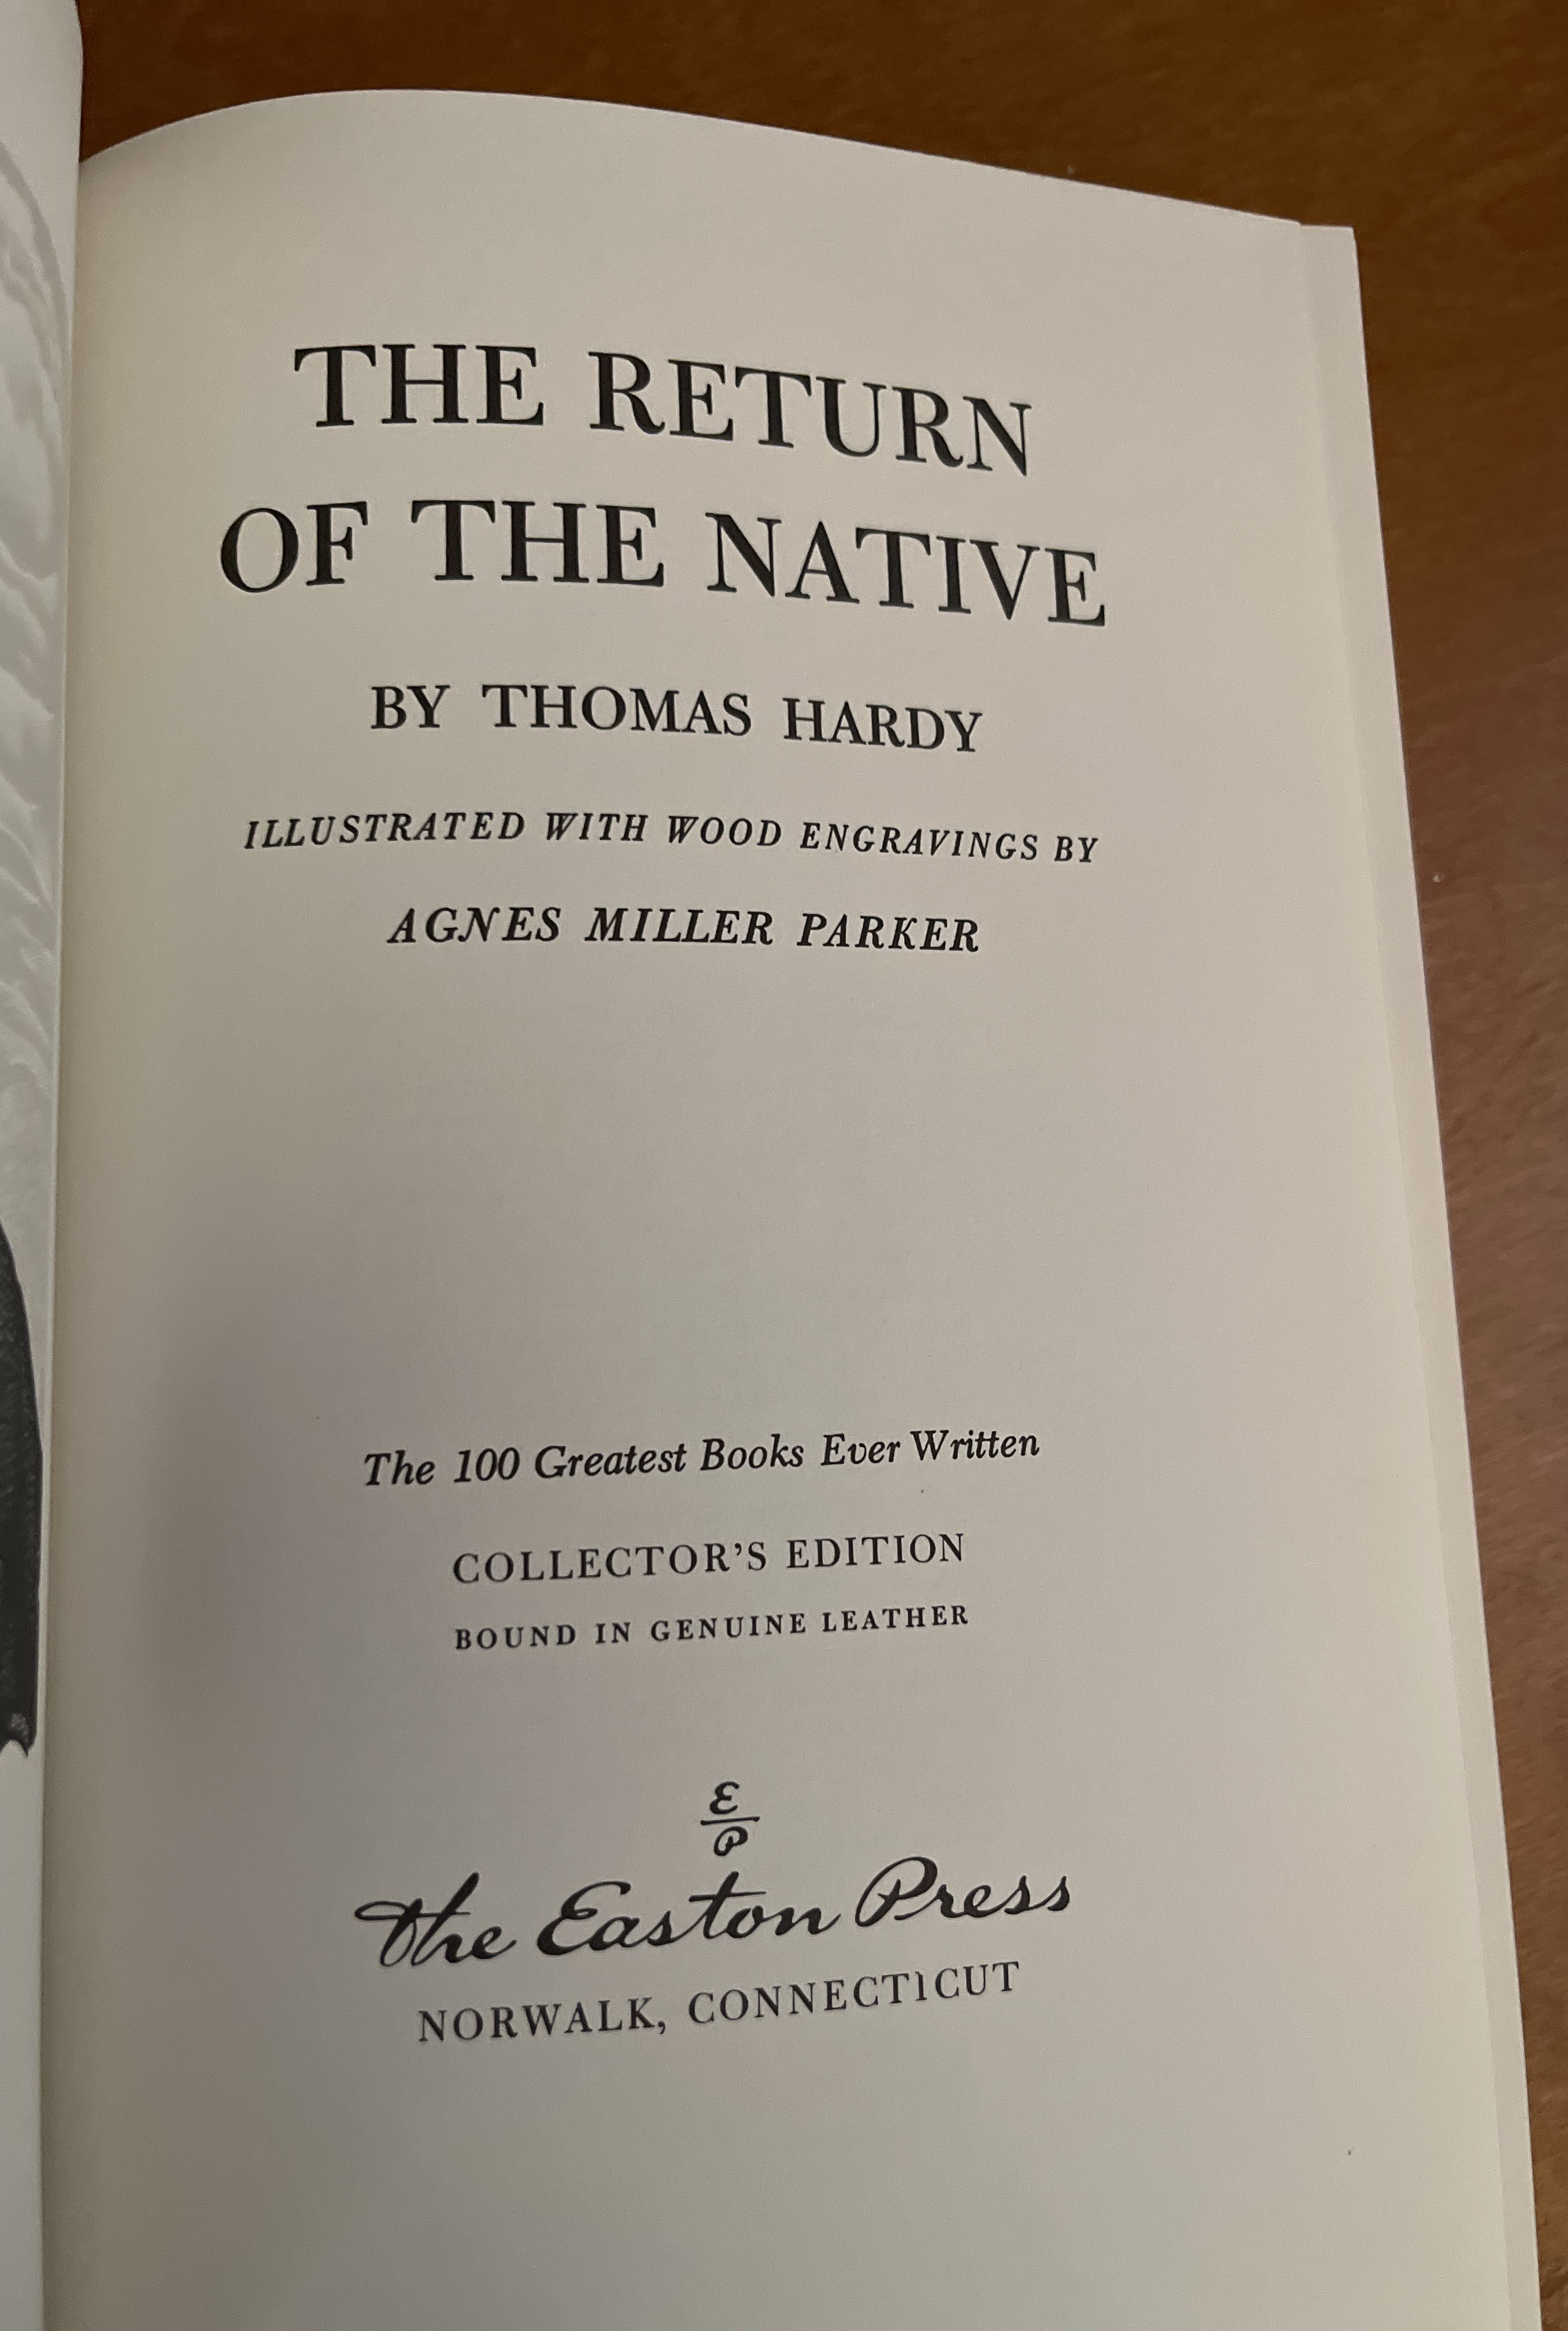 THE RETURN
OF THE NATIVE
BY THOMAS HARDY
ILLUSTRATED WITH WOOD ENGRAVINGS BY
AGNES MILLER PARKER
The 100 Greatest Books Ever Written
COLLECTOR'S EDITION
BOUND IN GENUINE LEATHER
E
P
The Easton Press
NORWALK, CONNECTICUT